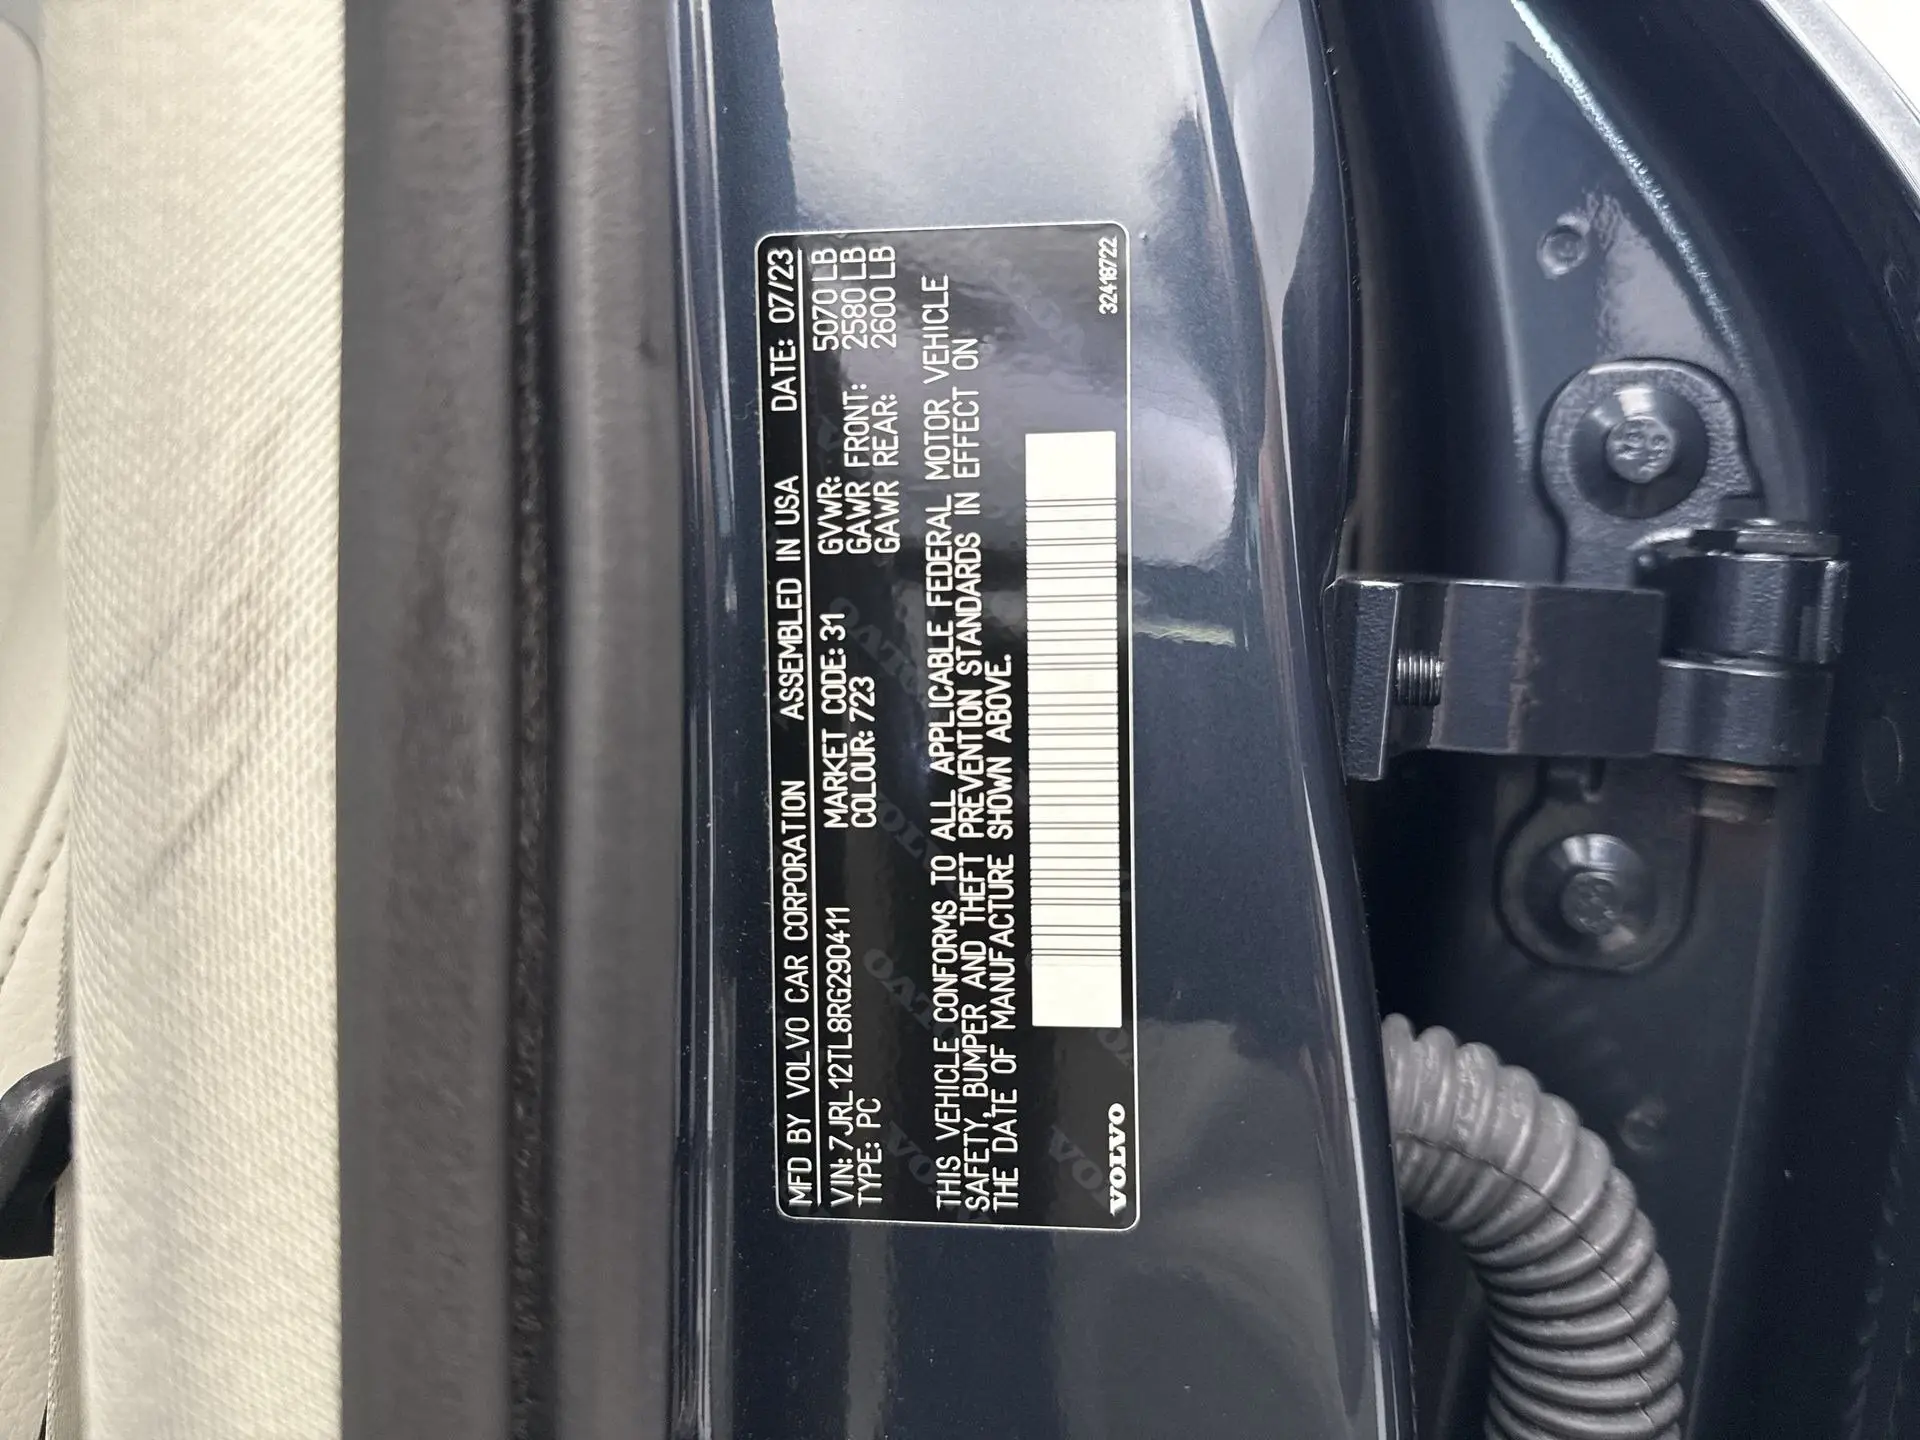 MFD BY VOLVO CAR CORPORATION ASSEMBLED IN USA DATE: 07/23
VIN: 7JRL12TL8RG290411 MARKET CODE: 31 GVWR: 5070 LB
TYPE: PC COLOUR: 723 GAWR FRONT: 2580 LB
GAWR REAR: 2600 LB
THIS VEHICLE CONFORMS TO ALL APPLICABLE FEDERAL MOTOR VEHICLE
SAFETY, BUMPER AND THEFT PREVENTION STANDARDS IN EFFECT ON
THE DATE OF MANUFACTURE SHOWN ABOVE.
VOLVO 32418722